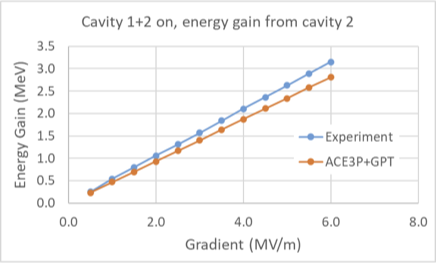 Cavity 1+2 on, energy gain from cavity 2
Energy Gain (MeV)
3.5
3.0
2.5
2.0
1.5
1.0
0.5
0.0
Experiment
ACE3P+GPT
0.0 2.0 4.0 6.0 8.0
Gradient (MV/m)